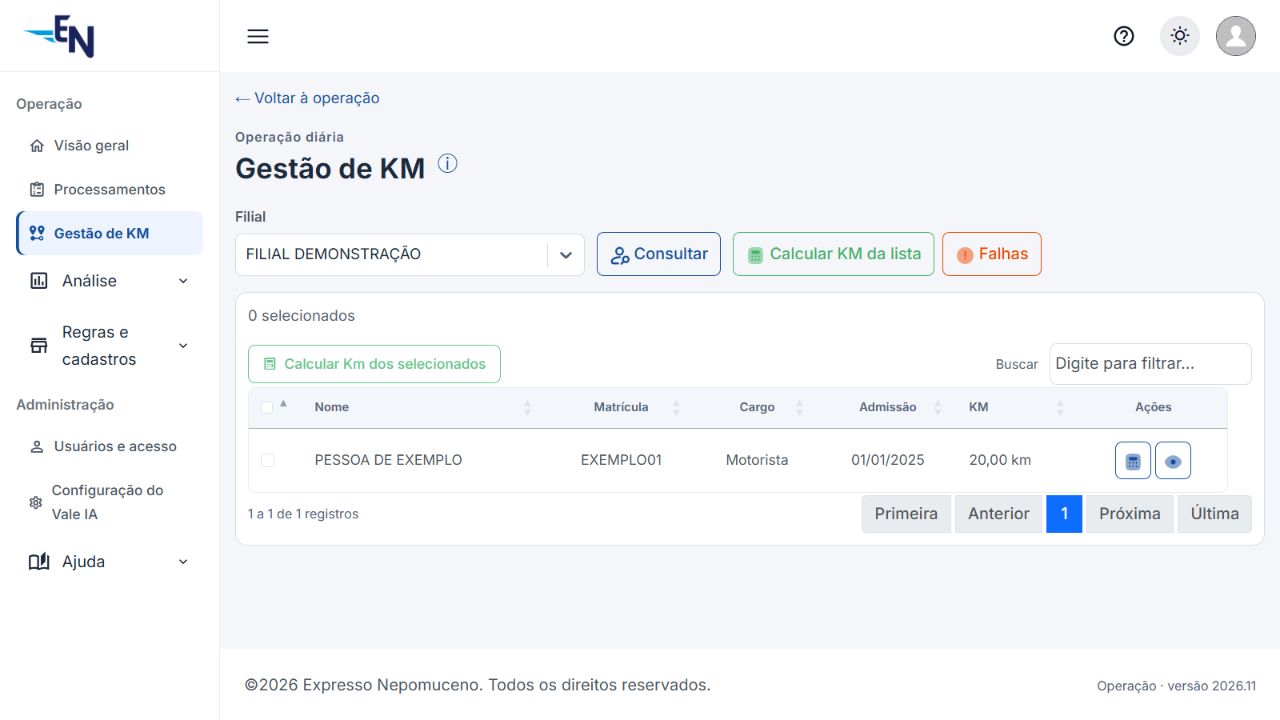 EN
Operação
Visão geral
Processamentos
Gestão de KM
Análise
Regras e
cadastros
Administração
Usuários e acesso
Configuração do
Vale IA
Ajuda
← Voltar à operação
Operação diária
Gestão de KM
Filial
FILIAL DEMONSTRAÇÃO
Consultar
Calcular KM da lista
Falhas
0 selecionados
Calcular Km dos selecionados
Buscar
Digite para filtrar...
Nome Matrícula Cargo Admissão KM Ações
PESSOA DE EXEMPLO EXEMPLO01 Motorista 01/01/2025 20,00 km
1 a 1 de 1 registros
Primeira Anterior 1 Próxima Última
©2026 Expresso Nepomuceno. Todos os direitos reservados.
Operação · versão 2026.11